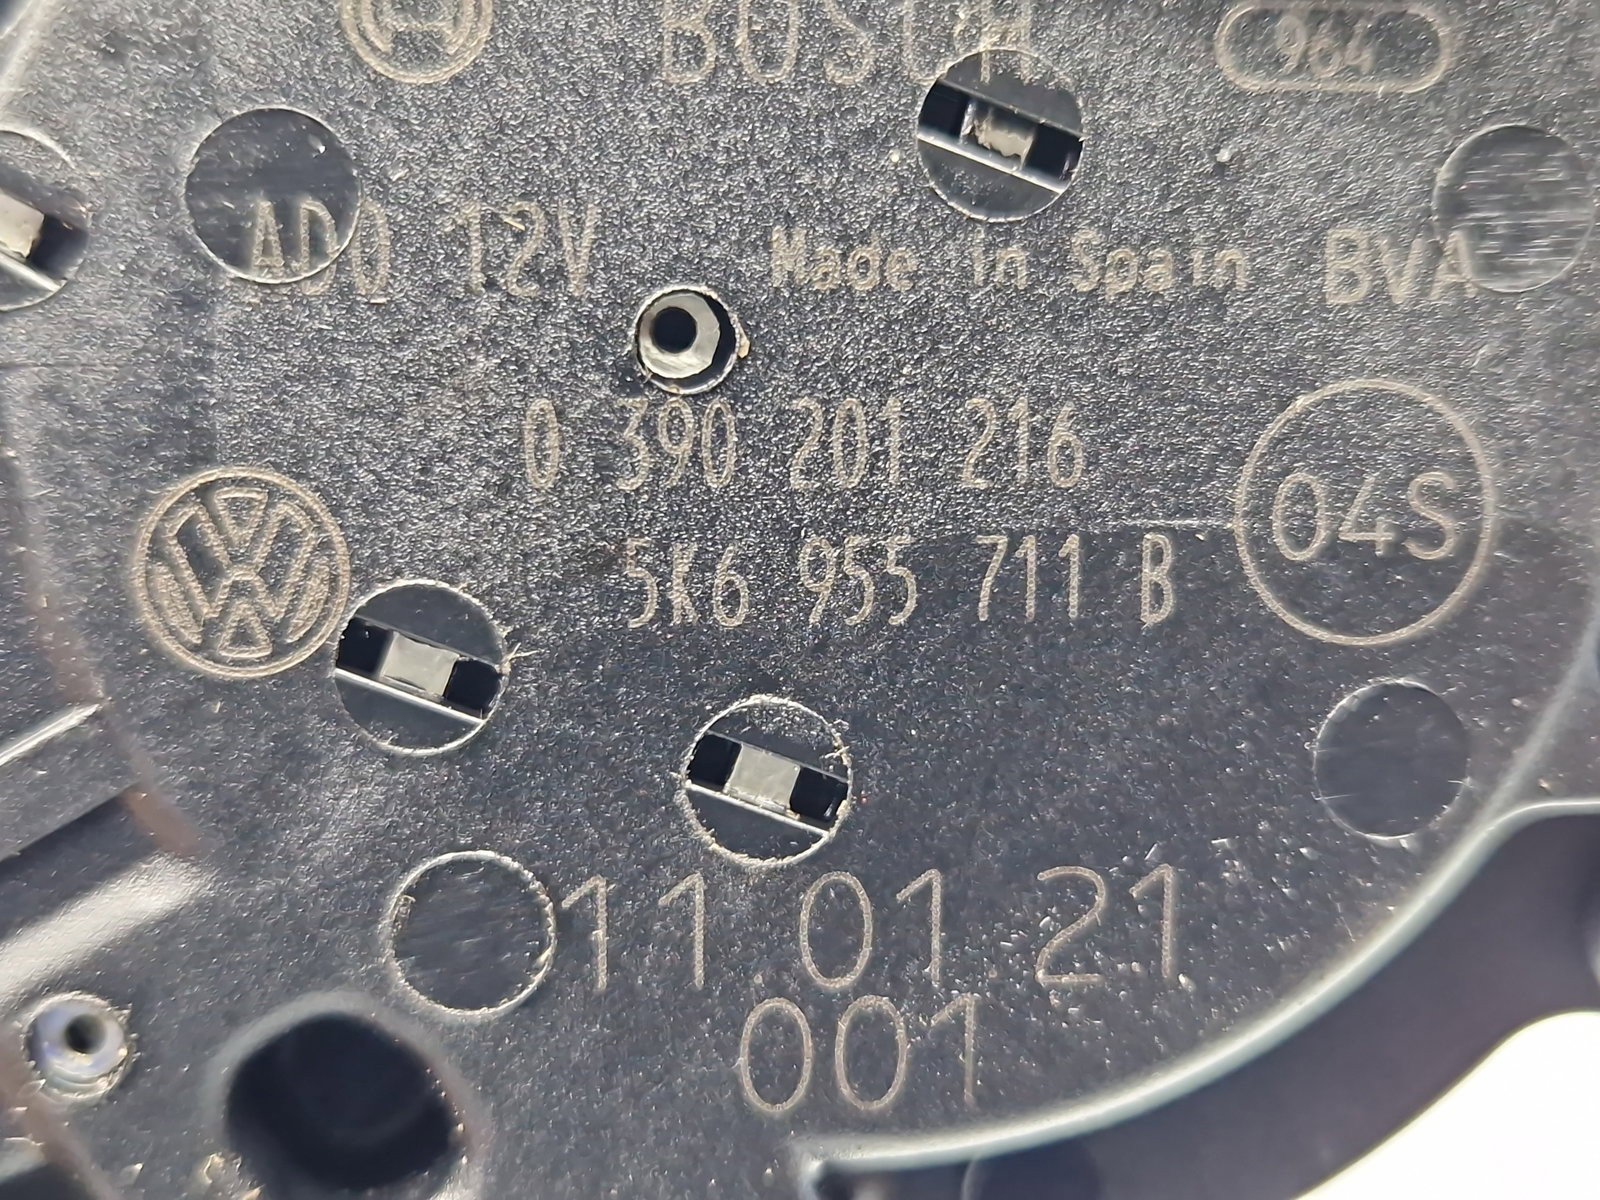 BOSCH 964
ADQ 12V Made in Spain BVA
0 390 201 216
5K6 955 711 B 04S
11.01.21
001